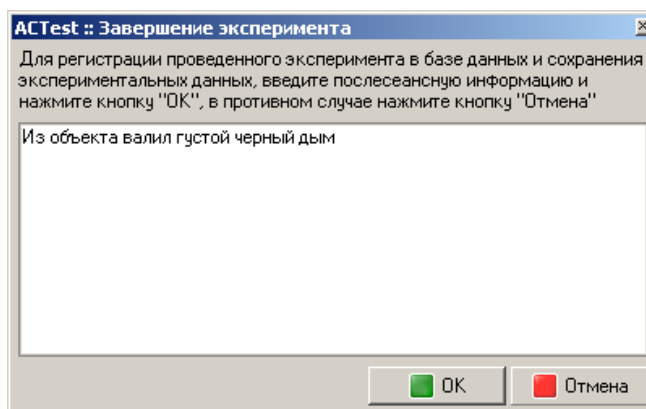 ACTest :: Завершение эксперимента
Для регистрации проведенного эксперимента в базе данных и сохранения
экспериментальных данных, введите послесеансную информацию и
нажмите кнопку "OK", в противном случае нажмите кнопку "Отмена"
Из объекта валил густой черный дым
OK
Отмена